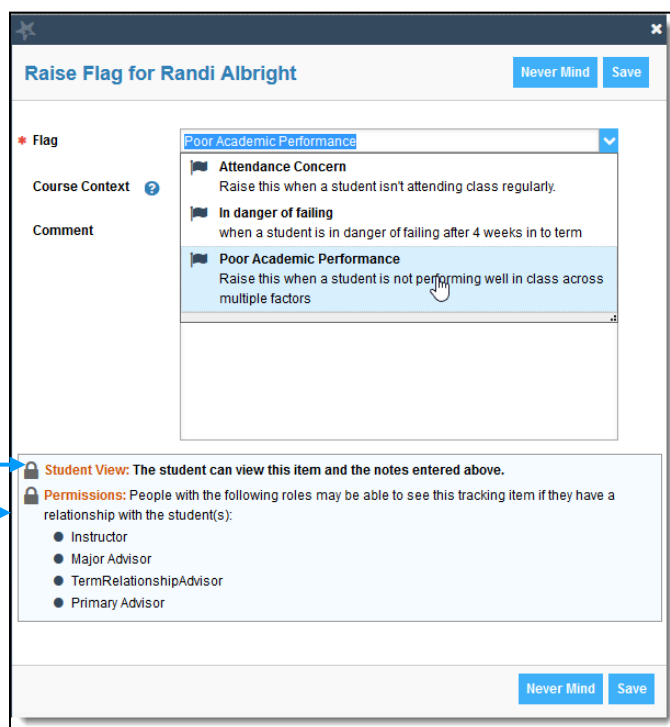 Raise Flag for Randi Albright
Never Mind
Save
* Flag
Poor Academic Performance
Attendance Concern
Raise this when a student isn't attending class regularly.
In danger of failing
when a student is in danger of failing after 4 weeks in to term
Poor Academic Performance
Raise this when a student is not performing well in class across
multiple factors
Course Context ?
Comment
Student View: The student can view this item and the notes entered above.
Permissions: People with the following roles may be able to see this tracking item if they have a
relationship with the student(s):
Instructor
Major Advisor
TermRelationshipAdvisor
Primary Advisor
Never Mind
Save